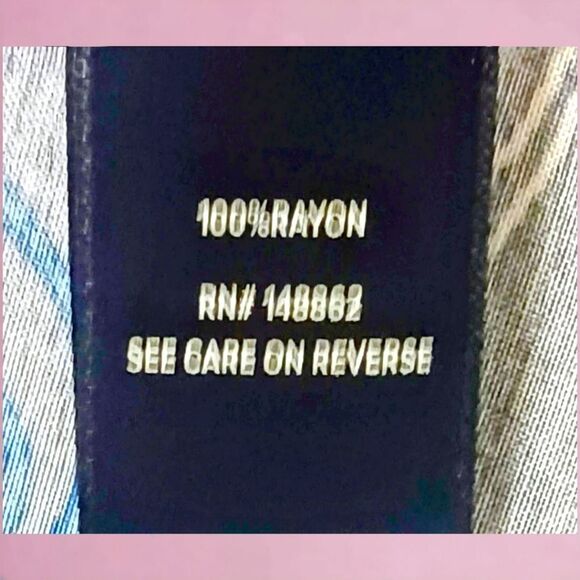 100%RAYON
RN# 148862
SEE CARE ON REVERSE